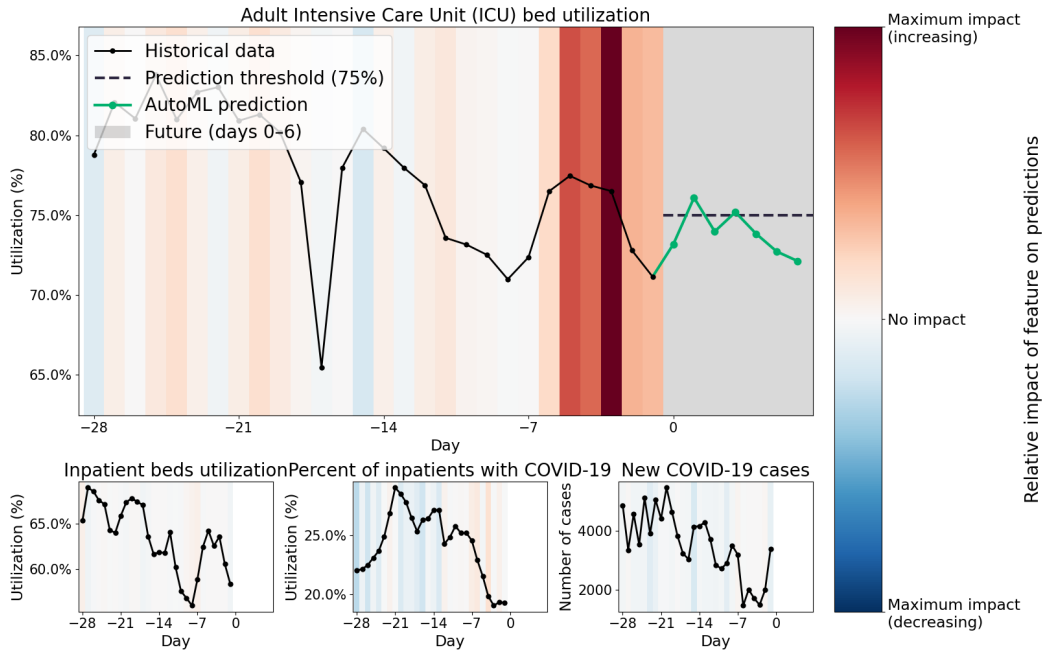 Adult Intensive Care Unit (ICU) bed utilization
Historical data
Prediction threshold (75%)
AutoML prediction
Future (days 0–6)
Utilization (%)
85.0%
80.0%
75.0%
70.0%
65.0%
−28
−21
−14
−7
0
Day
Maximum impact
(increasing)
No impact
Maximum impact
(decreasing)
Relative impact of feature on predictions
Inpatient beds utilization
Utilization (%)
65.0%
60.0%
−28
−21
−14
−7
0
Day
Percent of inpatients with COVID-19
Utilization (%)
25.0%
20.0%
−28
−21
−14
−7
0
Day
New COVID-19 cases
Number of cases
4000
2000
−28
−21
−14
−7
0
Day